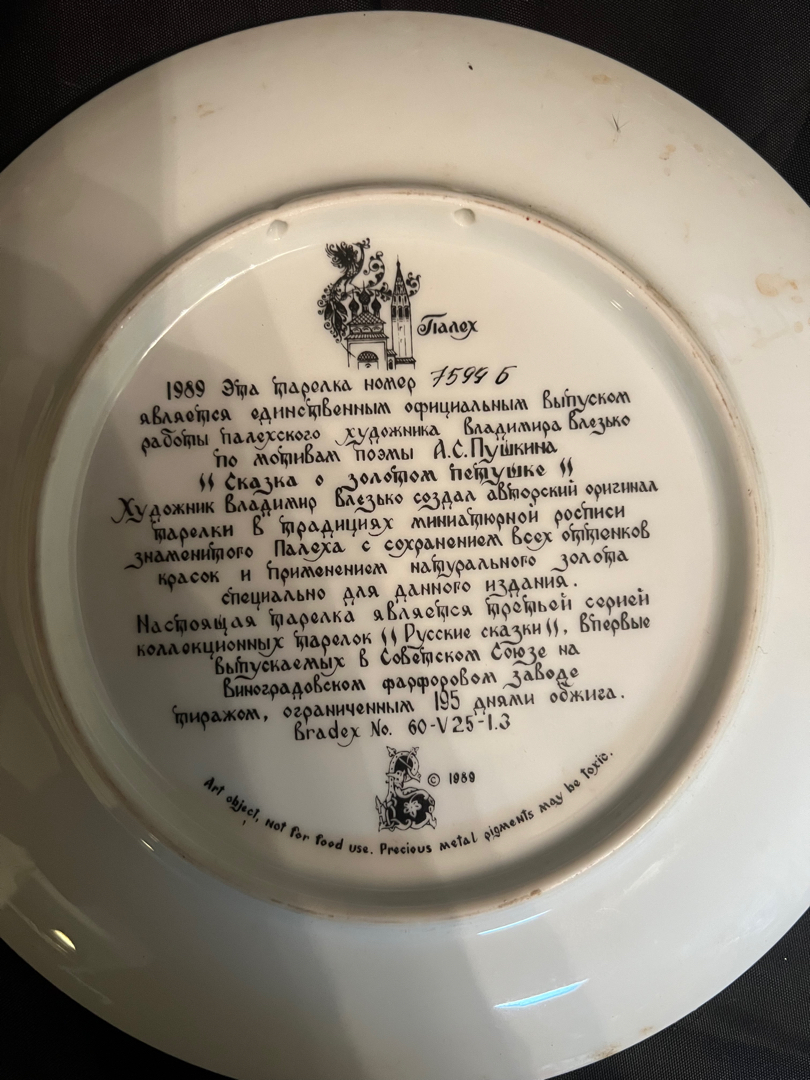 Палех
1989 Эта тарелка номер 7594 Б
является единственным официальным выпуском
работы палехского художника Владимира Влезько
по мотивам поэмы А.С.Пушкина
"Сказка о золотом петушке"
Художник Владимир Влезько создал авторский оригинал
тарелки в традициях миниатюрной росписи
знаменитого Палеха с сохранением всех оттенков
красок и применением натурального золота
специально для данного издания.
Настоящая тарелка является третьей серией
коллекционных тарелок "Русские сказки", впервые
выпускаемых в Советском Союзе на
Виноградовском фарфоровом заводе
тиражом, ограниченным 195 днями обжига.
Bradex No. 60-V25-1.3
© 1989
Art object, not for food use. Precious metal pigments may be toxic.